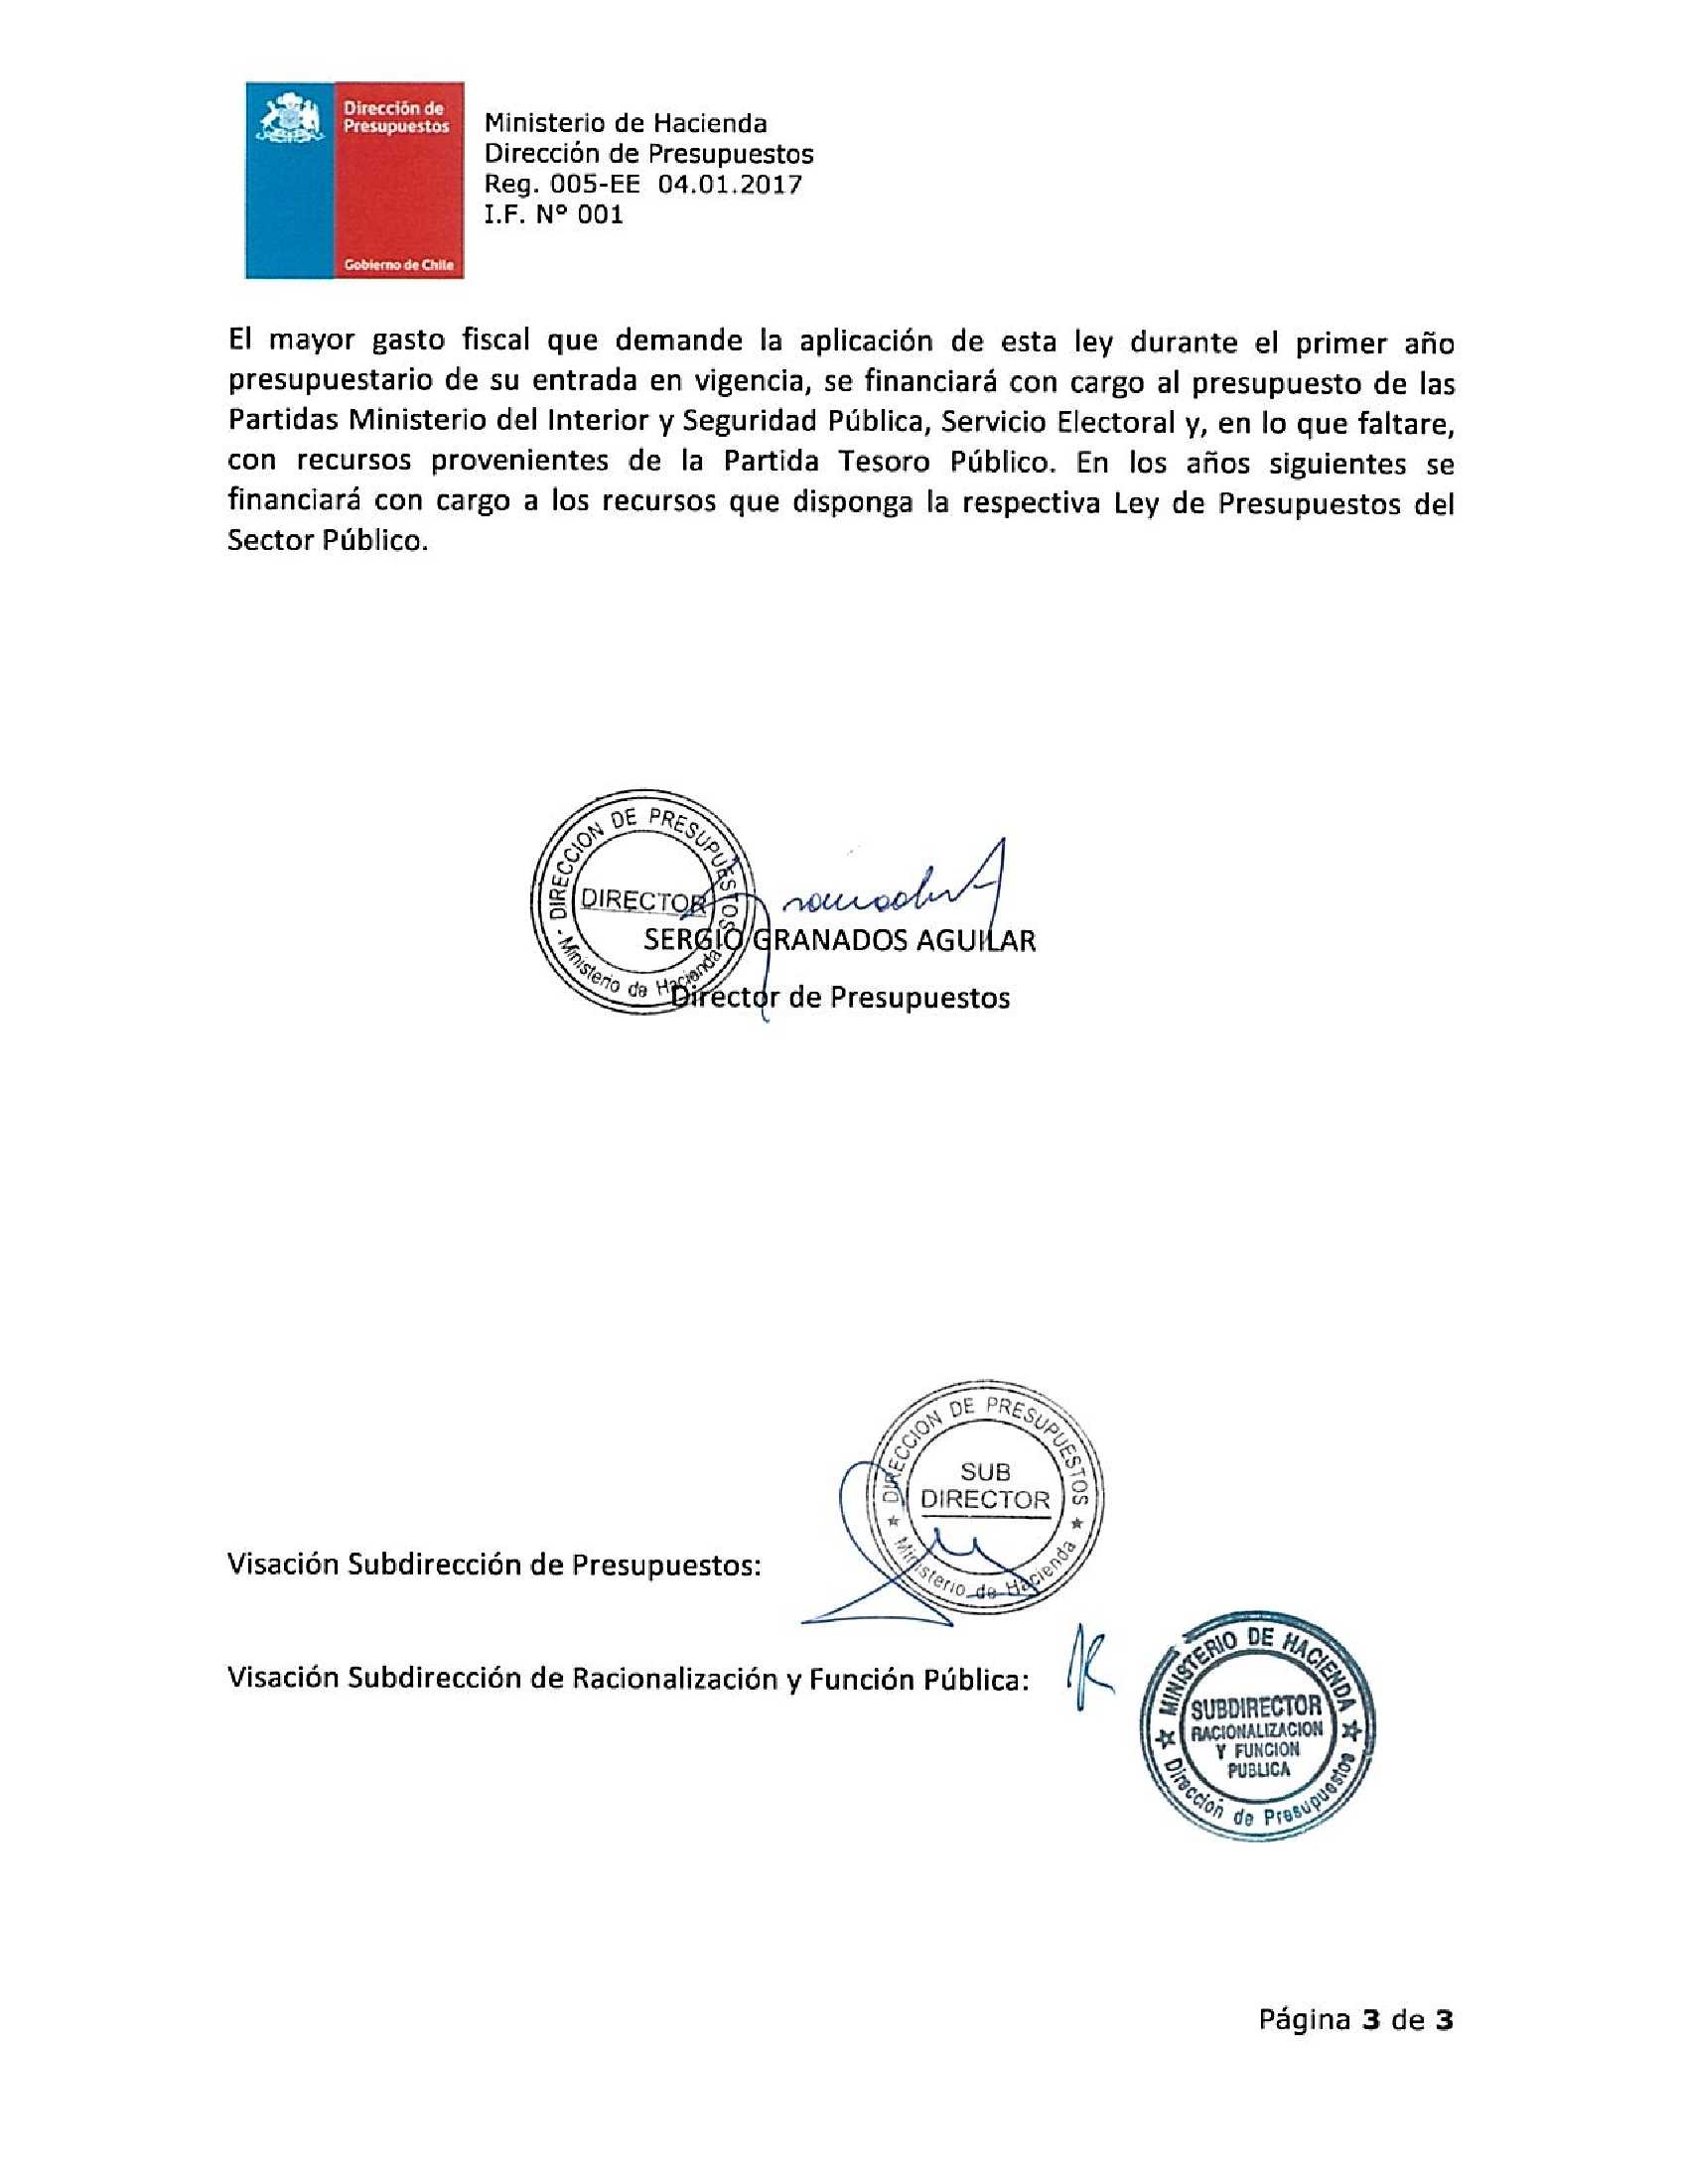 Dirección de
Presupuestos
Gobierno de Chile
Ministerio de Hacienda
Dirección de Presupuestos
Reg. 005-EE 04.01.2017
I.F. Nº 001
El mayor gasto fiscal que demande la aplicación de esta ley durante el primer año
presupuestario de su entrada en vigencia, se financiará con cargo al presupuesto de las
Partidas Ministerio del Interior y Seguridad Pública, Servicio Electoral y, en lo que faltare,
con recursos provenientes de la Partida Tesoro Público. En los años siguientes se
financiará con cargo a los recursos que disponga la respectiva Ley de Presupuestos del
Sector Público.
DIRECCION DE PRESUPUESTOS
DIRECTOR
Ministerio de Hacienda
SERGIO GRANADOS AGUILAR
Director de Presupuestos
DIRECCION DE PRESUPUESTOS
SUB
DIRECTOR
Ministerio de Hacienda
Visación Subdirección de Presupuestos:
Visación Subdirección de Racionalización y Función Pública:
MINISTERIO DE HACIENDA
SUBDIRECTOR
RACIONALIZACION
Y FUNCION
PUBLICA
Dirección de Presupuestos
Página 3 de 3